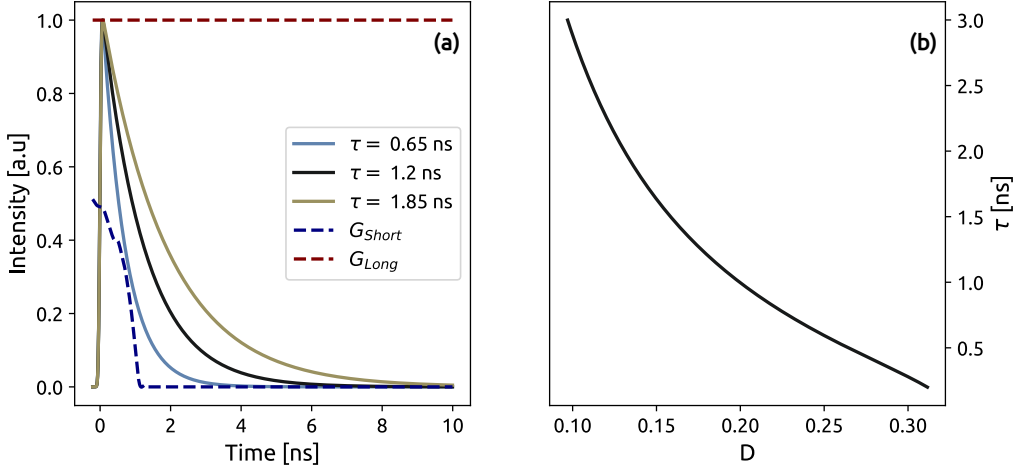 1.0
0.8
0.6
0.4
0.2
0.0
0
2
4
6
8
10
Intensity [a.u]
Time [ns]
(a)
τ = 0.65 ns
τ = 1.2 ns
τ = 1.85 ns
G_Short
G_Long
(b)
3.0
2.5
2.0
1.5
1.0
0.5
τ [ns]
0.10
0.15
0.20
0.25
0.30
D